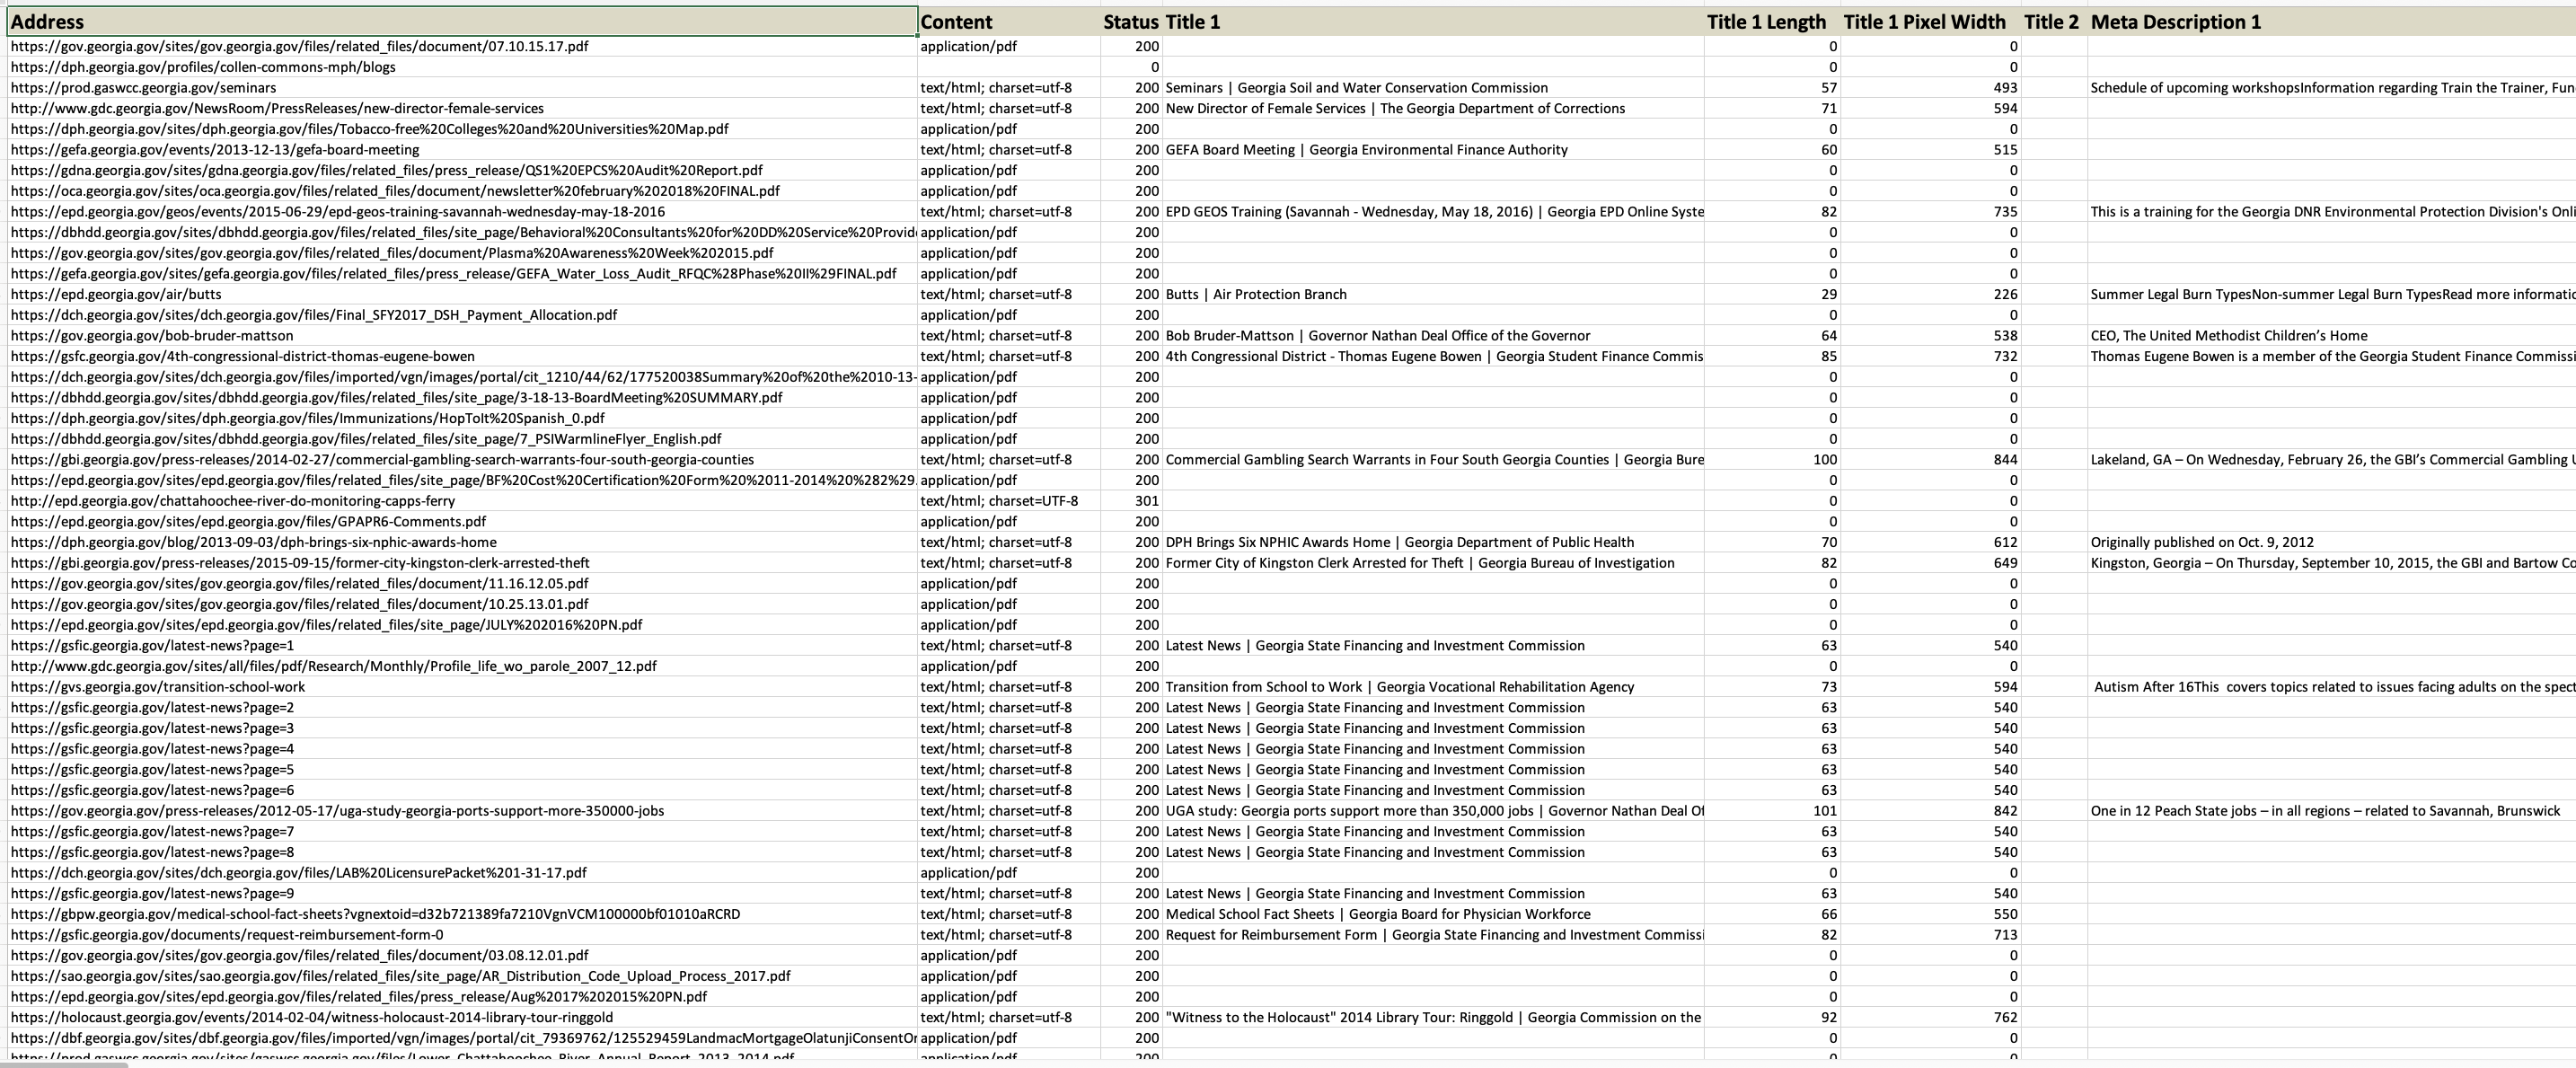 Address Content Status Title 1 Title 1 Length Title 1 Pixel Width Title 2 Meta Description 1
https://gov.georgia.gov/sites/gov.georgia.gov/files/related_files/document/07.10.15.17.pdf application/pdf 200 0 0
https://dph.georgia.gov/profiles/collen-commons-mph/blogs 0 0 0
https://prod.gaswcc.georgia.gov/seminars text/html; charset=utf-8 200 Seminars | Georgia Soil and Water Conservation Commission 57 493 Schedule of upcoming workshopsInformation regarding Train the Trainer, Fun
http://www.gdc.georgia.gov/NewsRoom/PressReleases/new-director-female-services text/html; charset=utf-8 200 New Director of Female Services | The Georgia Department of Corrections 71 594
https://dph.georgia.gov/sites/dph.georgia.gov/files/Tobacco-free%20Colleges%20and%20Universities%20Map.pdf application/pdf 200 0 0
https://gefa.georgia.gov/events/2013-12-13/gefa-board-meeting text/html; charset=utf-8 200 GEFA Board Meeting | Georgia Environmental Finance Authority 60 515
https://gdna.georgia.gov/sites/gdna.georgia.gov/files/related_files/press_release/QS1%20EPCS%20Audit%20Report.pdf application/pdf 200 0 0
https://oca.georgia.gov/sites/oca.georgia.gov/files/related_files/document/newsletter%20february%202018%20FINAL.pdf application/pdf 200 0 0
https://epd.georgia.gov/geos/events/2015-06-29/epd-geos-training-savannah-wednesday-may-18-2016 text/html; charset=utf-8 200 EPD GEOS Training (Savannah - Wednesday, May 18, 2016) | Georgia EPD Online Syste 82 735 This is a training for the Georgia DNR Environmental Protection Division's Onli
https://dbhdd.georgia.gov/sites/dbhdd.georgia.gov/files/related_files/site_page/Behavioral%20Consultants%20for%20DD%20Service%20Provide application/pdf 200 0 0
https://gov.georgia.gov/sites/gov.georgia.gov/files/related_files/document/Plasma%20Awareness%20Week%202015.pdf application/pdf 200 0 0
https://gefa.georgia.gov/sites/gefa.georgia.gov/files/related_files/press_release/GEFA_Water_Loss_Audit_RFQC%28Phase%20II%29FINAL.pdf application/pdf 200 0 0
https://epd.georgia.gov/air/butts text/html; charset=utf-8 200 Butts | Air Protection Branch 29 226 Summer Legal Burn TypesNon-summer Legal Burn TypesRead more informatio
https://dch.georgia.gov/sites/dch.georgia.gov/files/Final_SFY2017_DSH_Payment_Allocation.pdf application/pdf 200 0 0
https://gov.georgia.gov/bob-bruder-mattson text/html; charset=utf-8 200 Bob Bruder-Mattson | Governor Nathan Deal Office of the Governor 64 538 CEO, The United Methodist Children’s Home
https://gsfc.georgia.gov/4th-congressional-district-thomas-eugene-bowen text/html; charset=utf-8 200 4th Congressional District - Thomas Eugene Bowen | Georgia Student Finance Commis 85 732 Thomas Eugene Bowen is a member of the Georgia Student Finance Commissi
https://dch.georgia.gov/sites/dch.georgia.gov/files/imported/vgn/images/portal/cit_1210/44/62/177520038Summary%20of%20the%2010-13- application/pdf 200 0 0
https://dbhdd.georgia.gov/sites/dbhdd.georgia.gov/files/related_files/site_page/3-18-13-BoardMeeting%20SUMMARY.pdf application/pdf 200 0 0
https://dph.georgia.gov/sites/dph.georgia.gov/files/Immunizations/HopToIt%20Spanish_0.pdf application/pdf 200 0 0
https://dbhdd.georgia.gov/sites/dbhdd.georgia.gov/files/related_files/site_page/7_PSIWarmlineFlyer_English.pdf application/pdf 200 0 0
https://gbi.georgia.gov/press-releases/2014-02-27/commercial-gambling-search-warrants-four-south-georgia-counties text/html; charset=utf-8 200 Commercial Gambling Search Warrants in Four South Georgia Counties | Georgia Bure 100 844 Lakeland, GA – On Wednesday, February 26, the GBI’s Commercial Gambling U
https://epd.georgia.gov/sites/epd.georgia.gov/files/related_files/site_page/BF%20Cost%20Certification%20Form%20%2011-2014%20%282%29. application/pdf 200 0 0
http://epd.georgia.gov/chattahoochee-river-do-monitoring-capps-ferry text/html; charset=UTF-8 301 0 0
https://epd.georgia.gov/sites/epd.georgia.gov/files/GPAPR6-Comments.pdf application/pdf 200 0 0
https://dph.georgia.gov/blog/2013-09-03/dph-brings-six-nphic-awards-home text/html; charset=utf-8 200 DPH Brings Six NPHIC Awards Home | Georgia Department of Public Health 70 612 Originally published on Oct. 9, 2012
https://gbi.georgia.gov/press-releases/2015-09-15/former-city-kingston-clerk-arrested-theft text/html; charset=utf-8 200 Former City of Kingston Clerk Arrested for Theft | Georgia Bureau of Investigation 82 649 Kingston, Georgia – On Thursday, September 10, 2015, the GBI and Bartow Co
https://gov.georgia.gov/sites/gov.georgia.gov/files/related_files/document/11.16.12.05.pdf application/pdf 200 0 0
https://gov.georgia.gov/sites/gov.georgia.gov/files/related_files/document/10.25.13.01.pdf application/pdf 200 0 0
https://epd.georgia.gov/sites/epd.georgia.gov/files/related_files/site_page/JULY%202016%20PN.pdf application/pdf 200 0 0
https://gsfic.georgia.gov/latest-news?page=1 text/html; charset=utf-8 200 Latest News | Georgia State Financing and Investment Commission 63 540
http://www.gdc.georgia.gov/sites/all/files/pdf/Research/Monthly/Profile_life_wo_parole_2007_12.pdf application/pdf 200 0 0
https://gvs.georgia.gov/transition-school-work text/html; charset=utf-8 200 Transition from School to Work | Georgia Vocational Rehabilitation Agency 73 594 Autism After 16This  covers topics related to issues facing adults on the spect
https://gsfic.georgia.gov/latest-news?page=2 text/html; charset=utf-8 200 Latest News | Georgia State Financing and Investment Commission 63 540
https://gsfic.georgia.gov/latest-news?page=3 text/html; charset=utf-8 200 Latest News | Georgia State Financing and Investment Commission 63 540
https://gsfic.georgia.gov/latest-news?page=4 text/html; charset=utf-8 200 Latest News | Georgia State Financing and Investment Commission 63 540
https://gsfic.georgia.gov/latest-news?page=5 text/html; charset=utf-8 200 Latest News | Georgia State Financing and Investment Commission 63 540
https://gsfic.georgia.gov/latest-news?page=6 text/html; charset=utf-8 200 Latest News | Georgia State Financing and Investment Commission 63 540
https://gov.georgia.gov/press-releases/2012-05-17/uga-study-georgia-ports-support-more-350000-jobs text/html; charset=utf-8 200 UGA study: Georgia ports support more than 350,000 jobs | Governor Nathan Deal Of 101 842 One in 12 Peach State jobs – in all regions – related to Savannah, Brunswick
https://gsfic.georgia.gov/latest-news?page=7 text/html; charset=utf-8 200 Latest News | Georgia State Financing and Investment Commission 63 540
https://gsfic.georgia.gov/latest-news?page=8 text/html; charset=utf-8 200 Latest News | Georgia State Financing and Investment Commission 63 540
https://dch.georgia.gov/sites/dch.georgia.gov/files/LAB%20LicensurePacket%201-31-17.pdf application/pdf 200 0 0
https://gsfic.georgia.gov/latest-news?page=9 text/html; charset=utf-8 200 Latest News | Georgia State Financing and Investment Commission 63 540
https://gbpw.georgia.gov/medical-school-fact-sheets?vgnextoid=d32b721389fa7210VgnVCM100000bf01010aRCRD text/html; charset=utf-8 200 Medical School Fact Sheets | Georgia Board for Physician Workforce 66 550
https://gsfic.georgia.gov/documents/request-reimbursement-form-0 text/html; charset=utf-8 200 Request for Reimbursement Form | Georgia State Financing and Investment Commissi 82 713
https://gov.georgia.gov/sites/gov.georgia.gov/files/related_files/document/03.08.12.01.pdf application/pdf 200 0 0
https://sao.georgia.gov/sites/sao.georgia.gov/files/related_files/site_page/AR_Distribution_Code_Upload_Process_2017.pdf application/pdf 200 0 0
https://epd.georgia.gov/sites/epd.georgia.gov/files/related_files/press_release/Aug%2017%202015%20PN.pdf application/pdf 200 0 0
https://holocaust.georgia.gov/events/2014-02-04/witness-holocaust-2014-library-tour-ringgold text/html; charset=utf-8 200 "Witness to the Holocaust" 2014 Library Tour: Ringgold | Georgia Commission on the 92 762
https://dbf.georgia.gov/sites/dbf.georgia.gov/files/imported/vgn/images/portal/cit_79369762/125529459LandmacMortgageOlatunjiConsentOr application/pdf 200 0 0
https://prod.gaswcc.georgia.gov/sites/gaswcc.georgia.gov/files/Lower_Chattahoochee_River_Annual_Report_2013_2014.pdf application/pdf 200 0 0